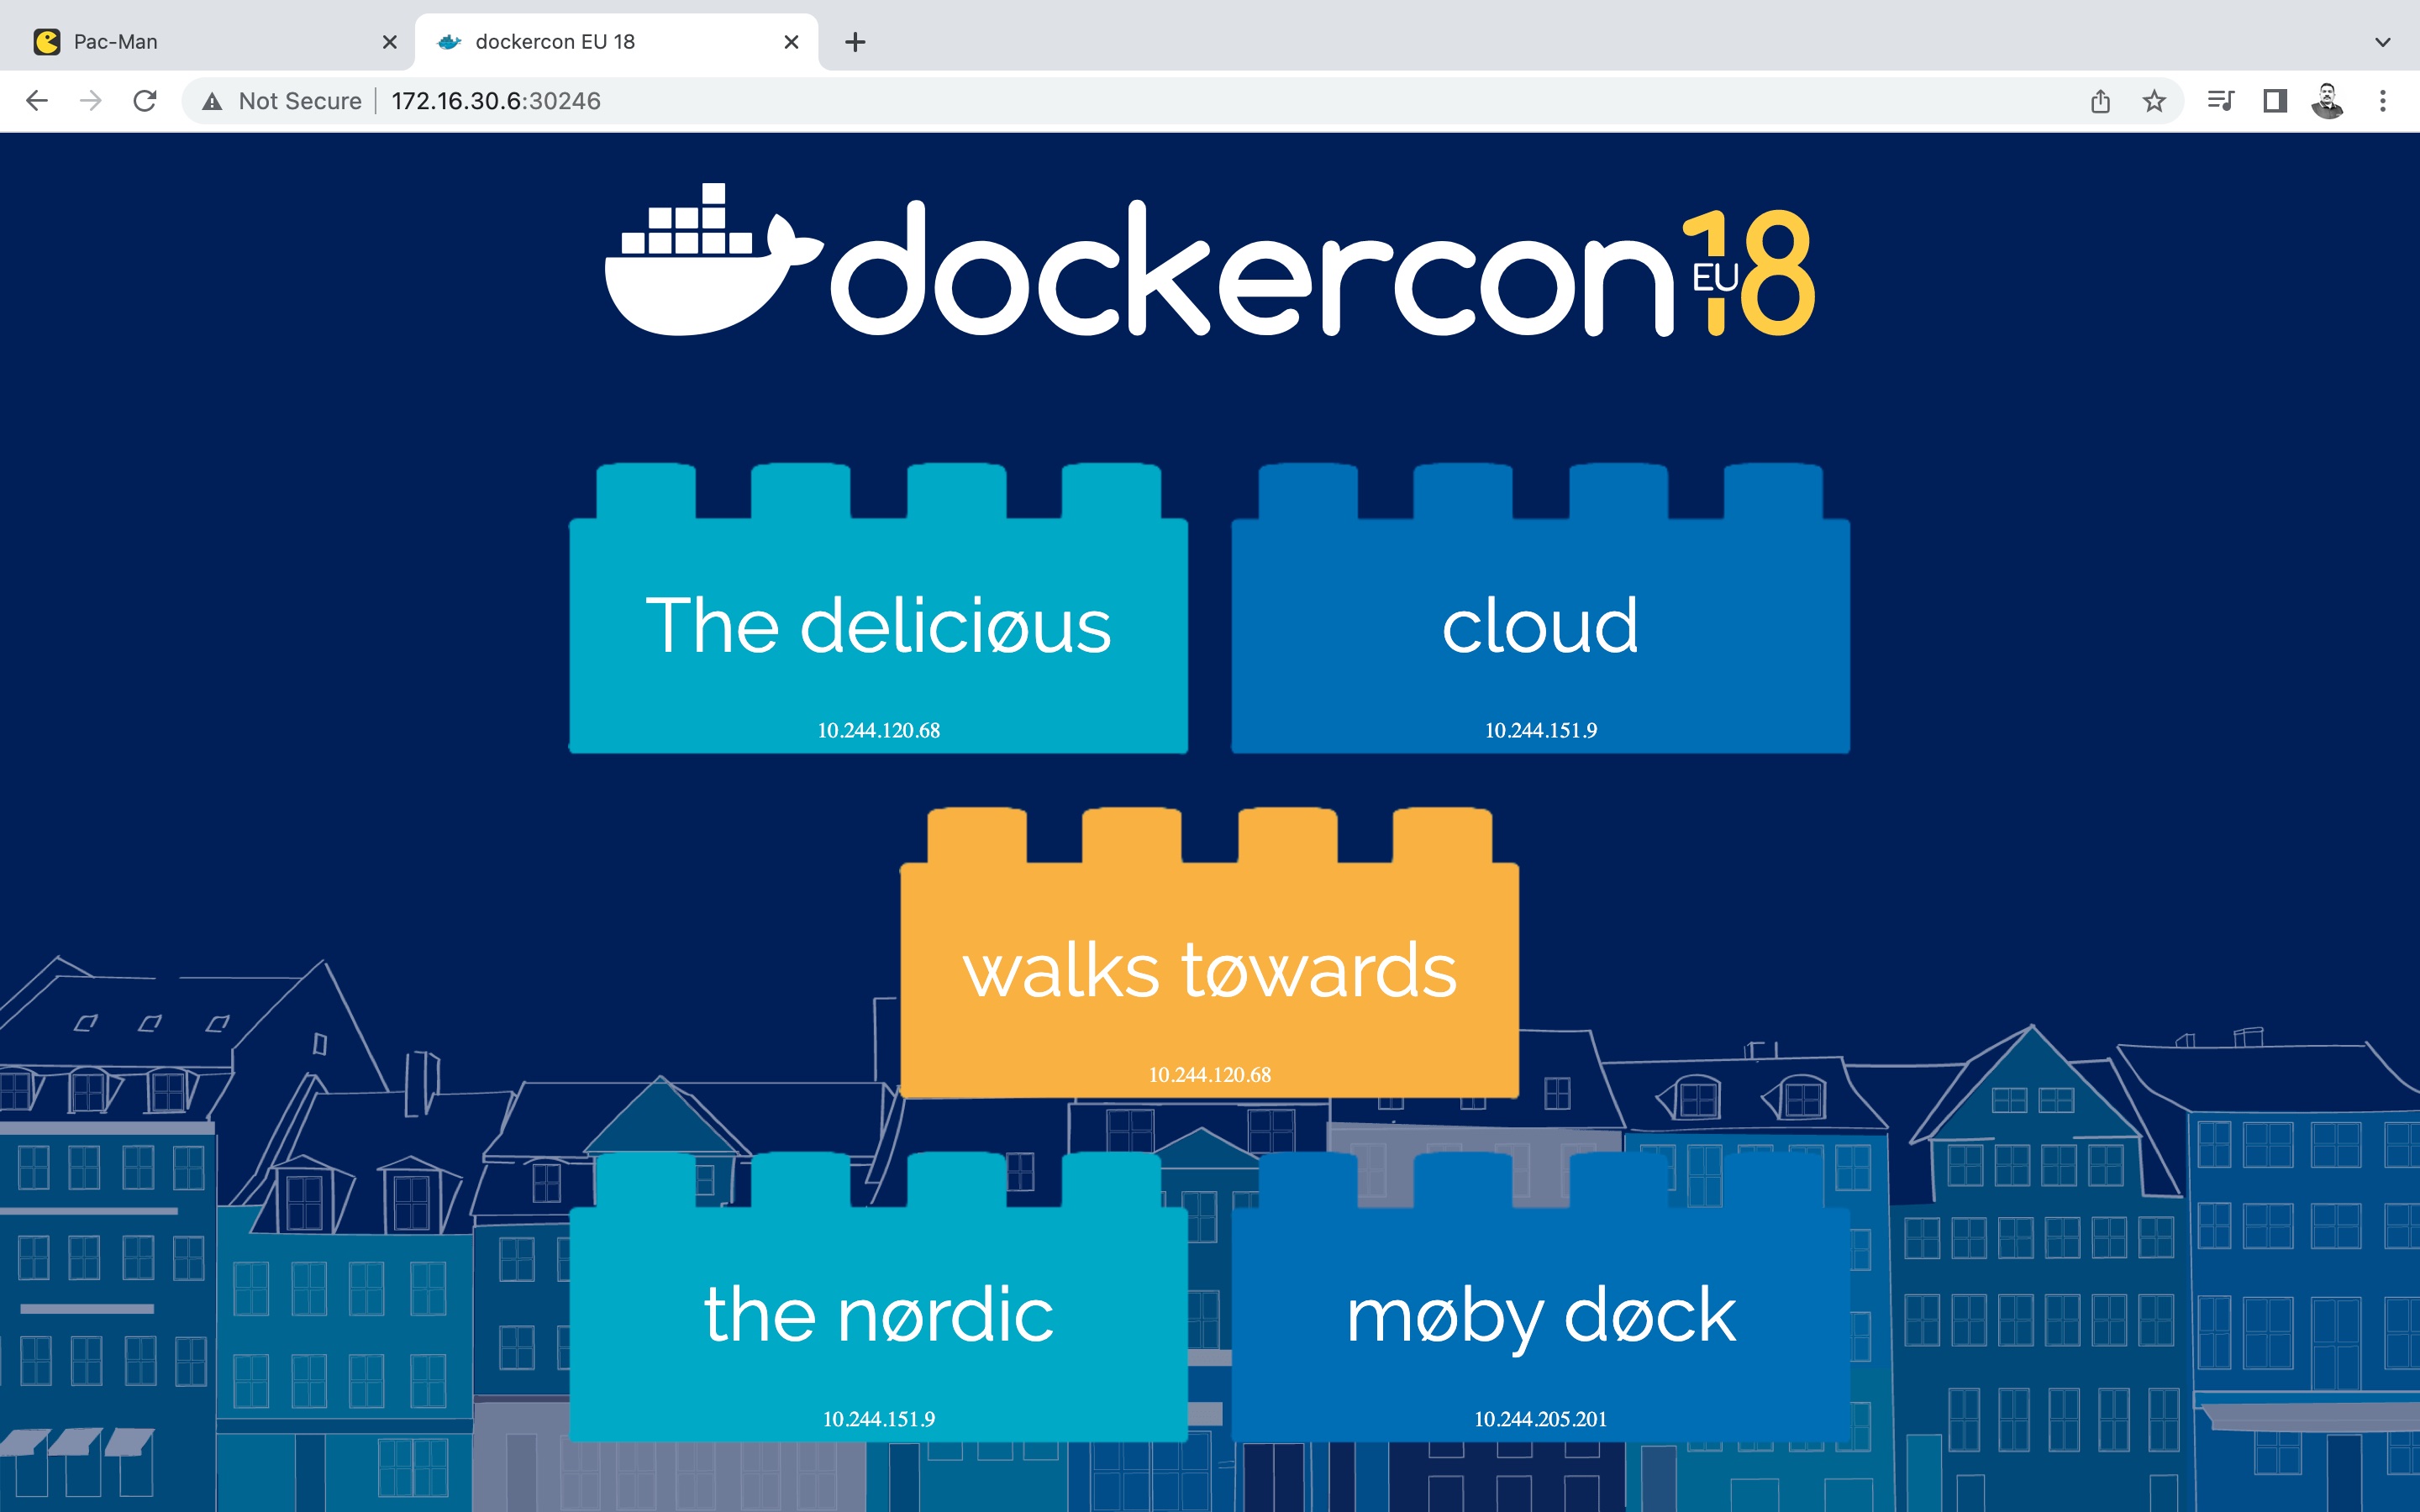 Pac-Man
dockercon EU 18
Not Secure
172.16.30.6:30246
dockercon EU 18
The deliciøus
10.244.120.68
cloud
10.244.151.9
walks tøwards
10.244.120.68
the nørdic
10.244.151.9
møby døck
10.244.205.201